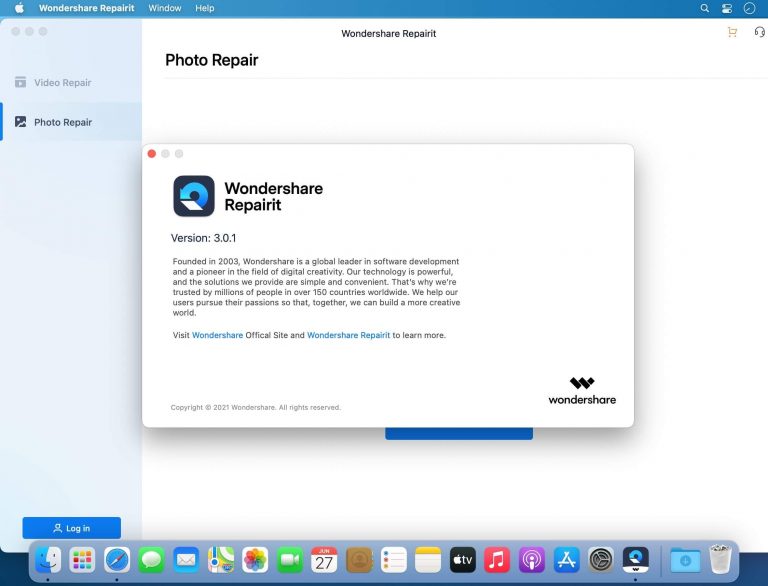 Wondershare Repairit Window Help
Wondershare Repairit
Photo Repair
Video Repair
Photo Repair
Wondershare
Repairit
Version: 3.0.1
Founded in 2003, Wondershare is a global leader in software development
and a pioneer in the field of digital creativity. Our technology is powerful,
and the solutions we provide are simple and convenient. That's why we're
trusted by millions of people in over 150 countries worldwide. We help our
users pursue their passions so that, together, we can build a more creative
world.
Visit Wondershare Offical Site and Wondershare Repairit to learn more.
wondershare
Copyright © 2021 Wondershare. All rights reserved.
Log in
JUN
27
tv